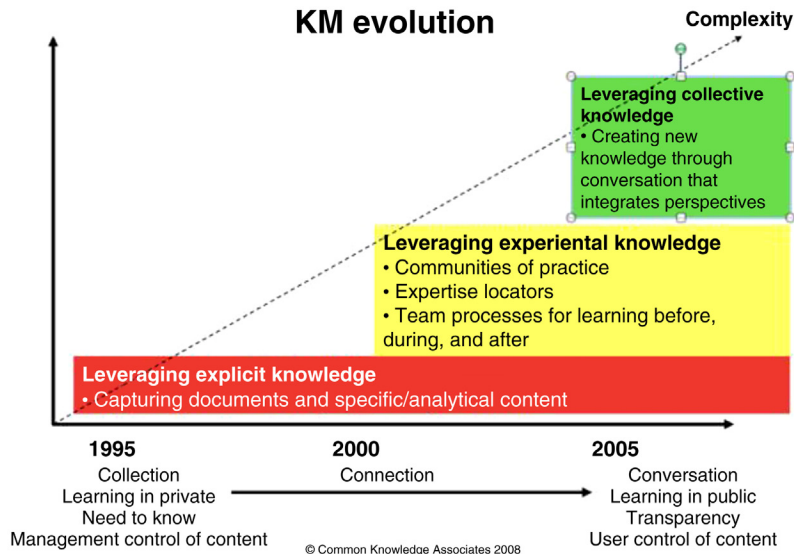 KM evolution
Complexity
Leveraging collective
knowledge
• Creating new
knowledge through
conversation that
integrates perspectives
Leveraging experiental knowledge
• Communities of practice
• Expertise locators
• Team processes for learning before,
during, and after
Leveraging explicit knowledge
• Capturing documents and specific/analytical content
1995
Collection
Learning in private
Need to know
Management control of content
2000
Connection
2005
Conversation
Learning in public
Transparency
User control of content
© Common Knowledge Associates 2008